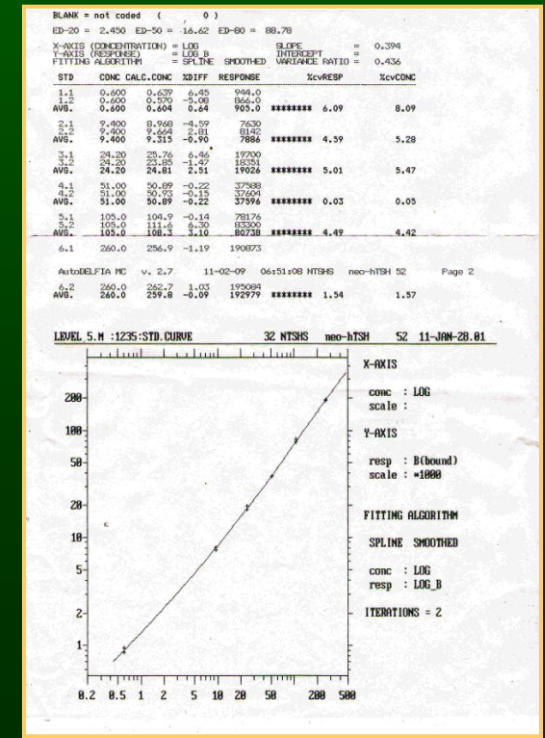 BLANK = not coded ( 0 )
ED-20 = 2.450 ED-50 = 16.62 ED-80 = 88.78
X-AXIS (CONCENTRATION) = LOG SLOPE = 0.394
Y-AXIS (RESPONSE) = LOG_B INTERCEPT =
FITTING ALGORITHM = SPLINE SMOOTHED VARIANCE RATIO = 0.436
STD CONC CALC.CONC %DIFF RESPONSE %cvRESP %cvCONC
1.1 0.600 0.639 6.45 944.0
1.2 0.600 0.570 -5.08 866.0
AVG. 0.600 0.604 0.64 905.0 ******** 6.09 8.09
2.1 9.400 8.968 -4.59 7630
2.2 9.400 9.664 2.81 8142
AVG. 9.400 9.315 -0.90 7886 ******** 4.59 5.28
3.1 24.20 25.76 6.46 19700
3.2 24.20 23.85 -1.47 18351
AVG. 24.20 24.81 2.51 19026 ******** 5.01 5.47
4.1 51.00 50.89 -0.22 37588
4.2 51.00 50.93 -0.15 37604
AVG. 51.00 50.89 -0.22 37596 ******** 0.03 0.05
5.1 105.0 104.9 -0.14 78176
5.2 105.0 111.6 6.30 83300
AVG. 105.0 108.3 3.10 80738 ******** 4.49 4.42
6.1 260.0 256.9 -1.19 190873
AutoDELFIA MC v. 2.7 11-02-09 06:51:08 NTSHS neo-hTSH 52 Page 2
6.2 260.0 262.7 1.03 195084
AVG. 260.0 259.8 -0.09 192979 ******** 1.54 1.57
LEVEL_5.M :1235:STD.CURVE 32 NTSHS neo-hTSH 52 11-JAN-28.01
X-AXIS
conc : LOG
scale :
Y-AXIS
resp : B(bound)
scale : *1000
FITTING ALGORITHM
SPLINE SMOOTHED
conc : LOG
resp : LOG_B
ITERATIONS = 2
200
100
50
20
10
5
2
1
0.2 0.5 1 2 5 10 20 50 200 500